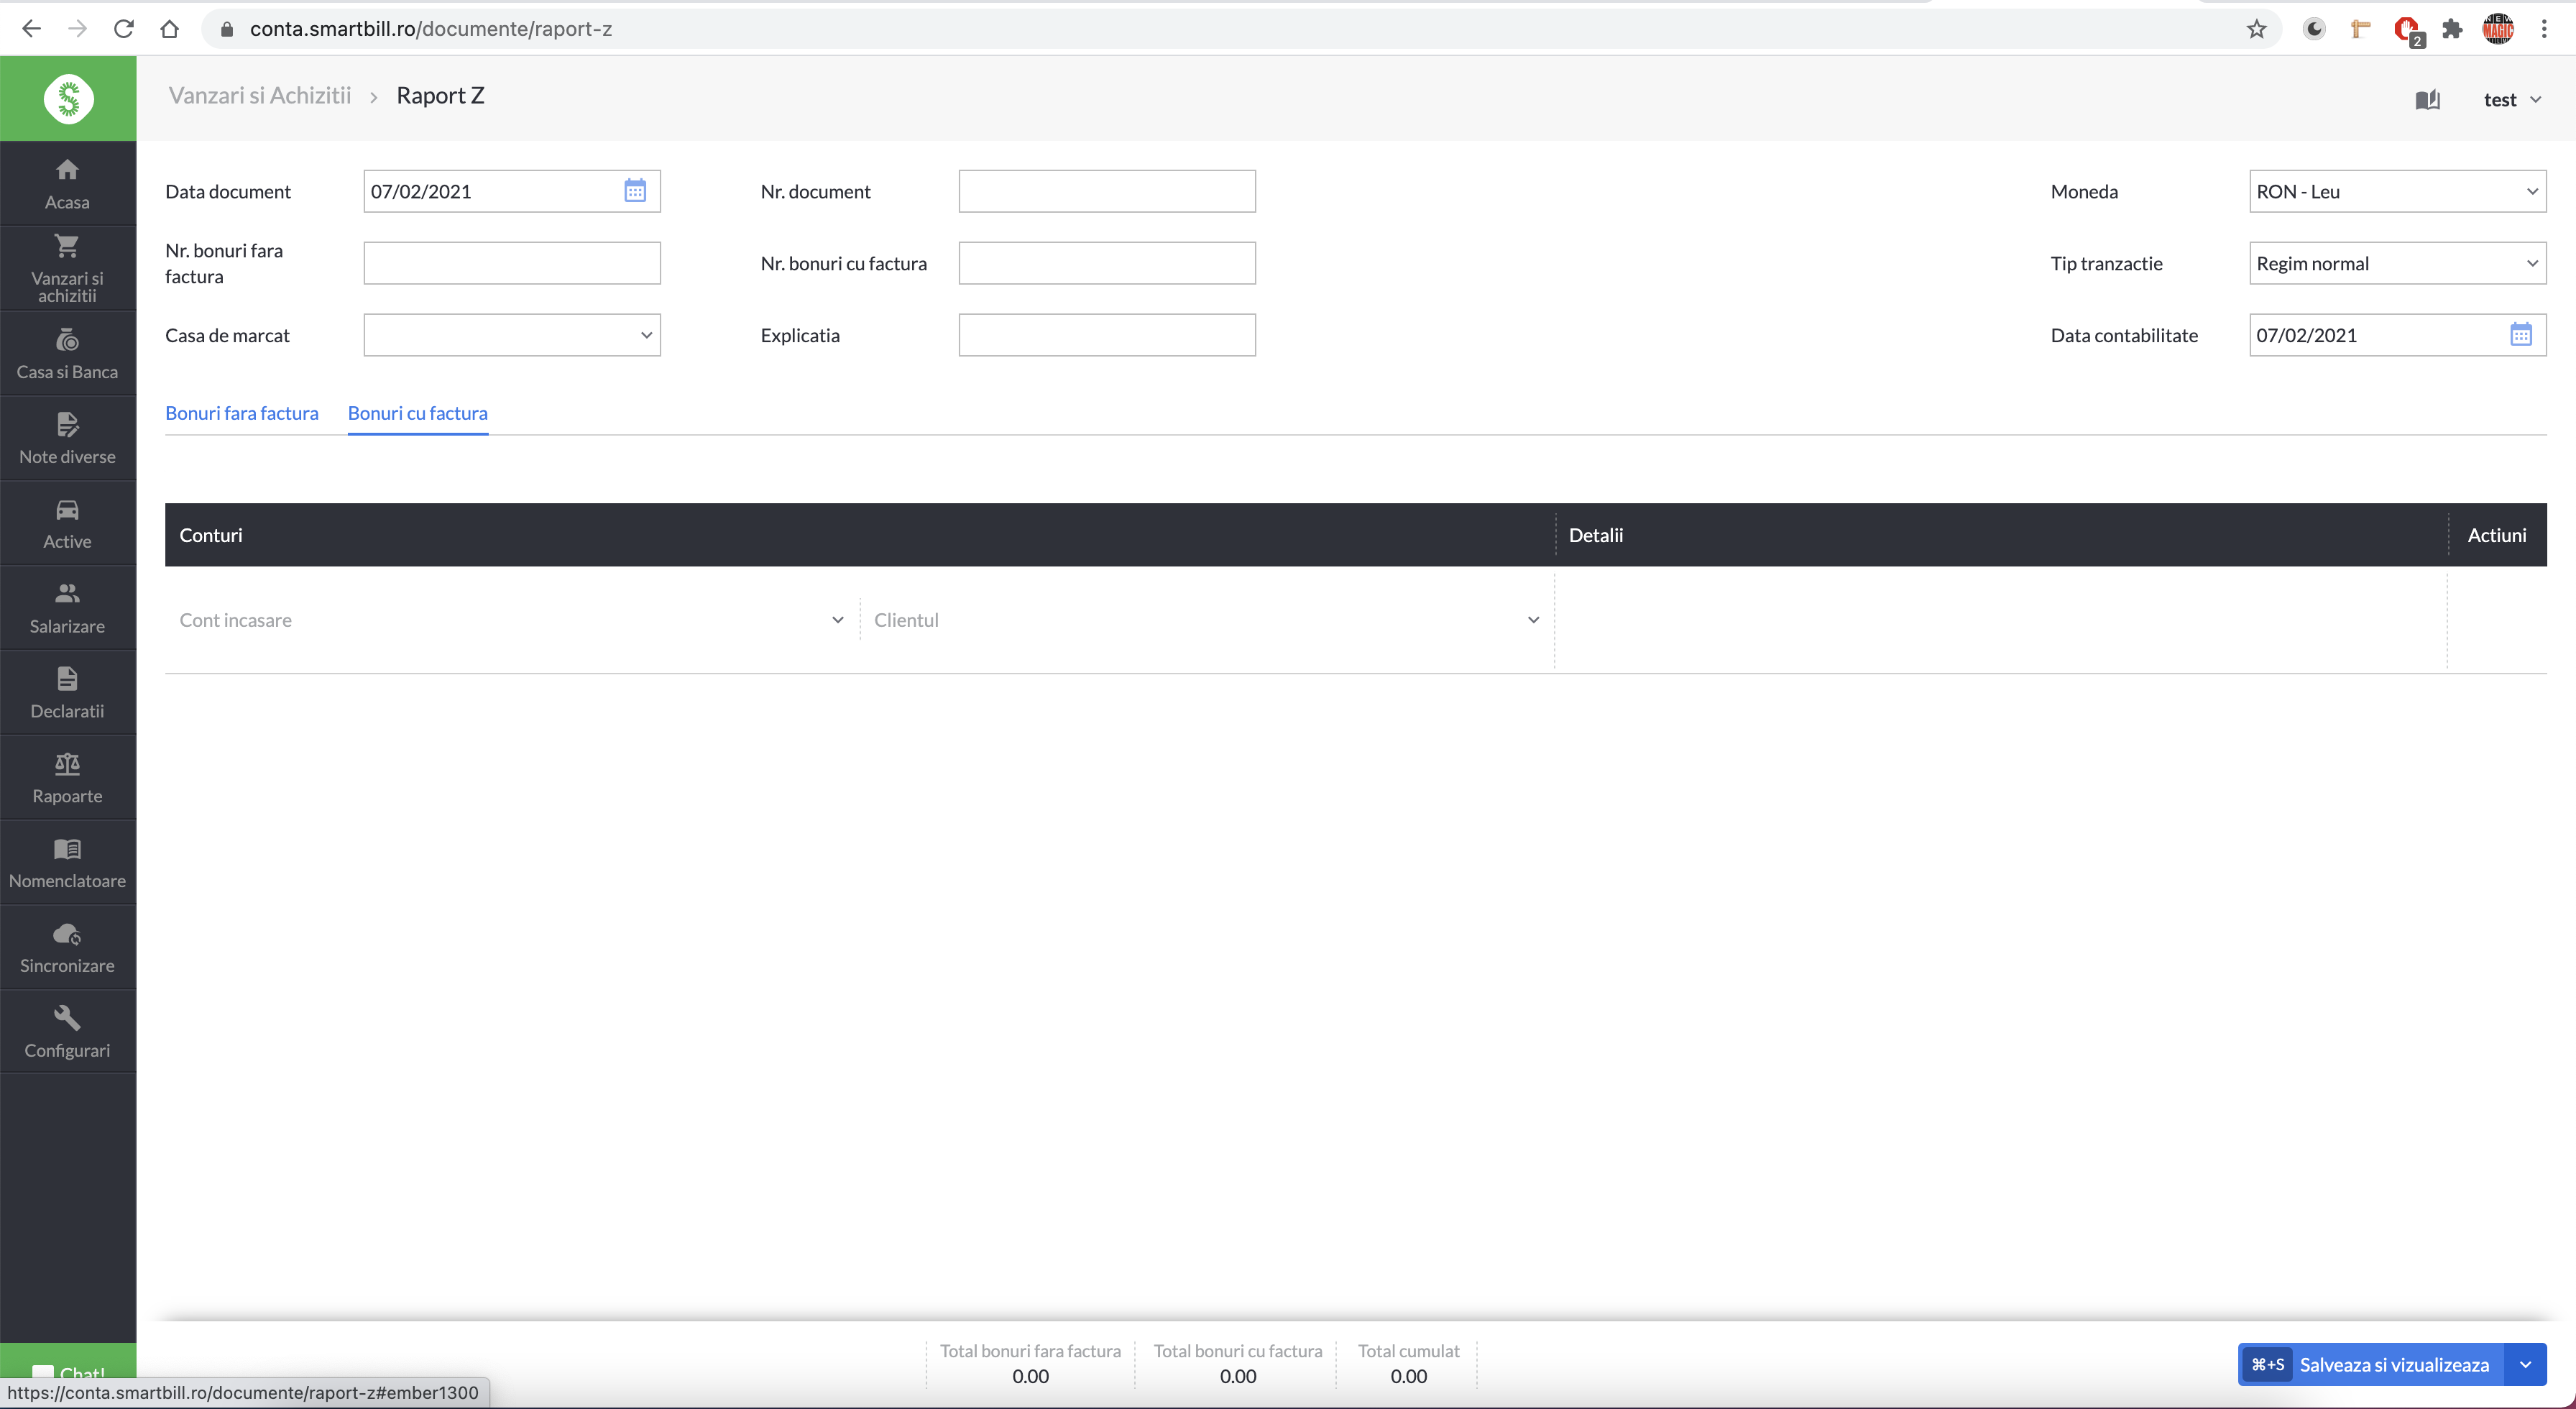 conta.smartbill.ro/documente/raport-z
2
NEW
MAGIC
Vanzari si Achizitii > Raport Z
test
Acasa
Vanzari si
achizitii
Casa si Banca
Note diverse
Active
Salarizare
Declaratii
Rapoarte
Nomenclatoare
Sincronizare
Configurari
Chat!
Data document 07/02/2021
Nr. document
Moneda RON - Leu
Nr. bonuri fara
factura
Nr. bonuri cu factura
Tip tranzactie Regim normal
Casa de marcat
Explicatia
Data contabilitate 07/02/2021
Bonuri fara factura Bonuri cu factura
Conturi Detalii Actiuni
Cont incasare Clientul
Total bonuri fara factura Total bonuri cu factura Total cumulat
0.00 0.00 0.00
⌘+S Salveaza si vizualizeaza
https://conta.smartbill.ro/documente/raport-z#ember1300